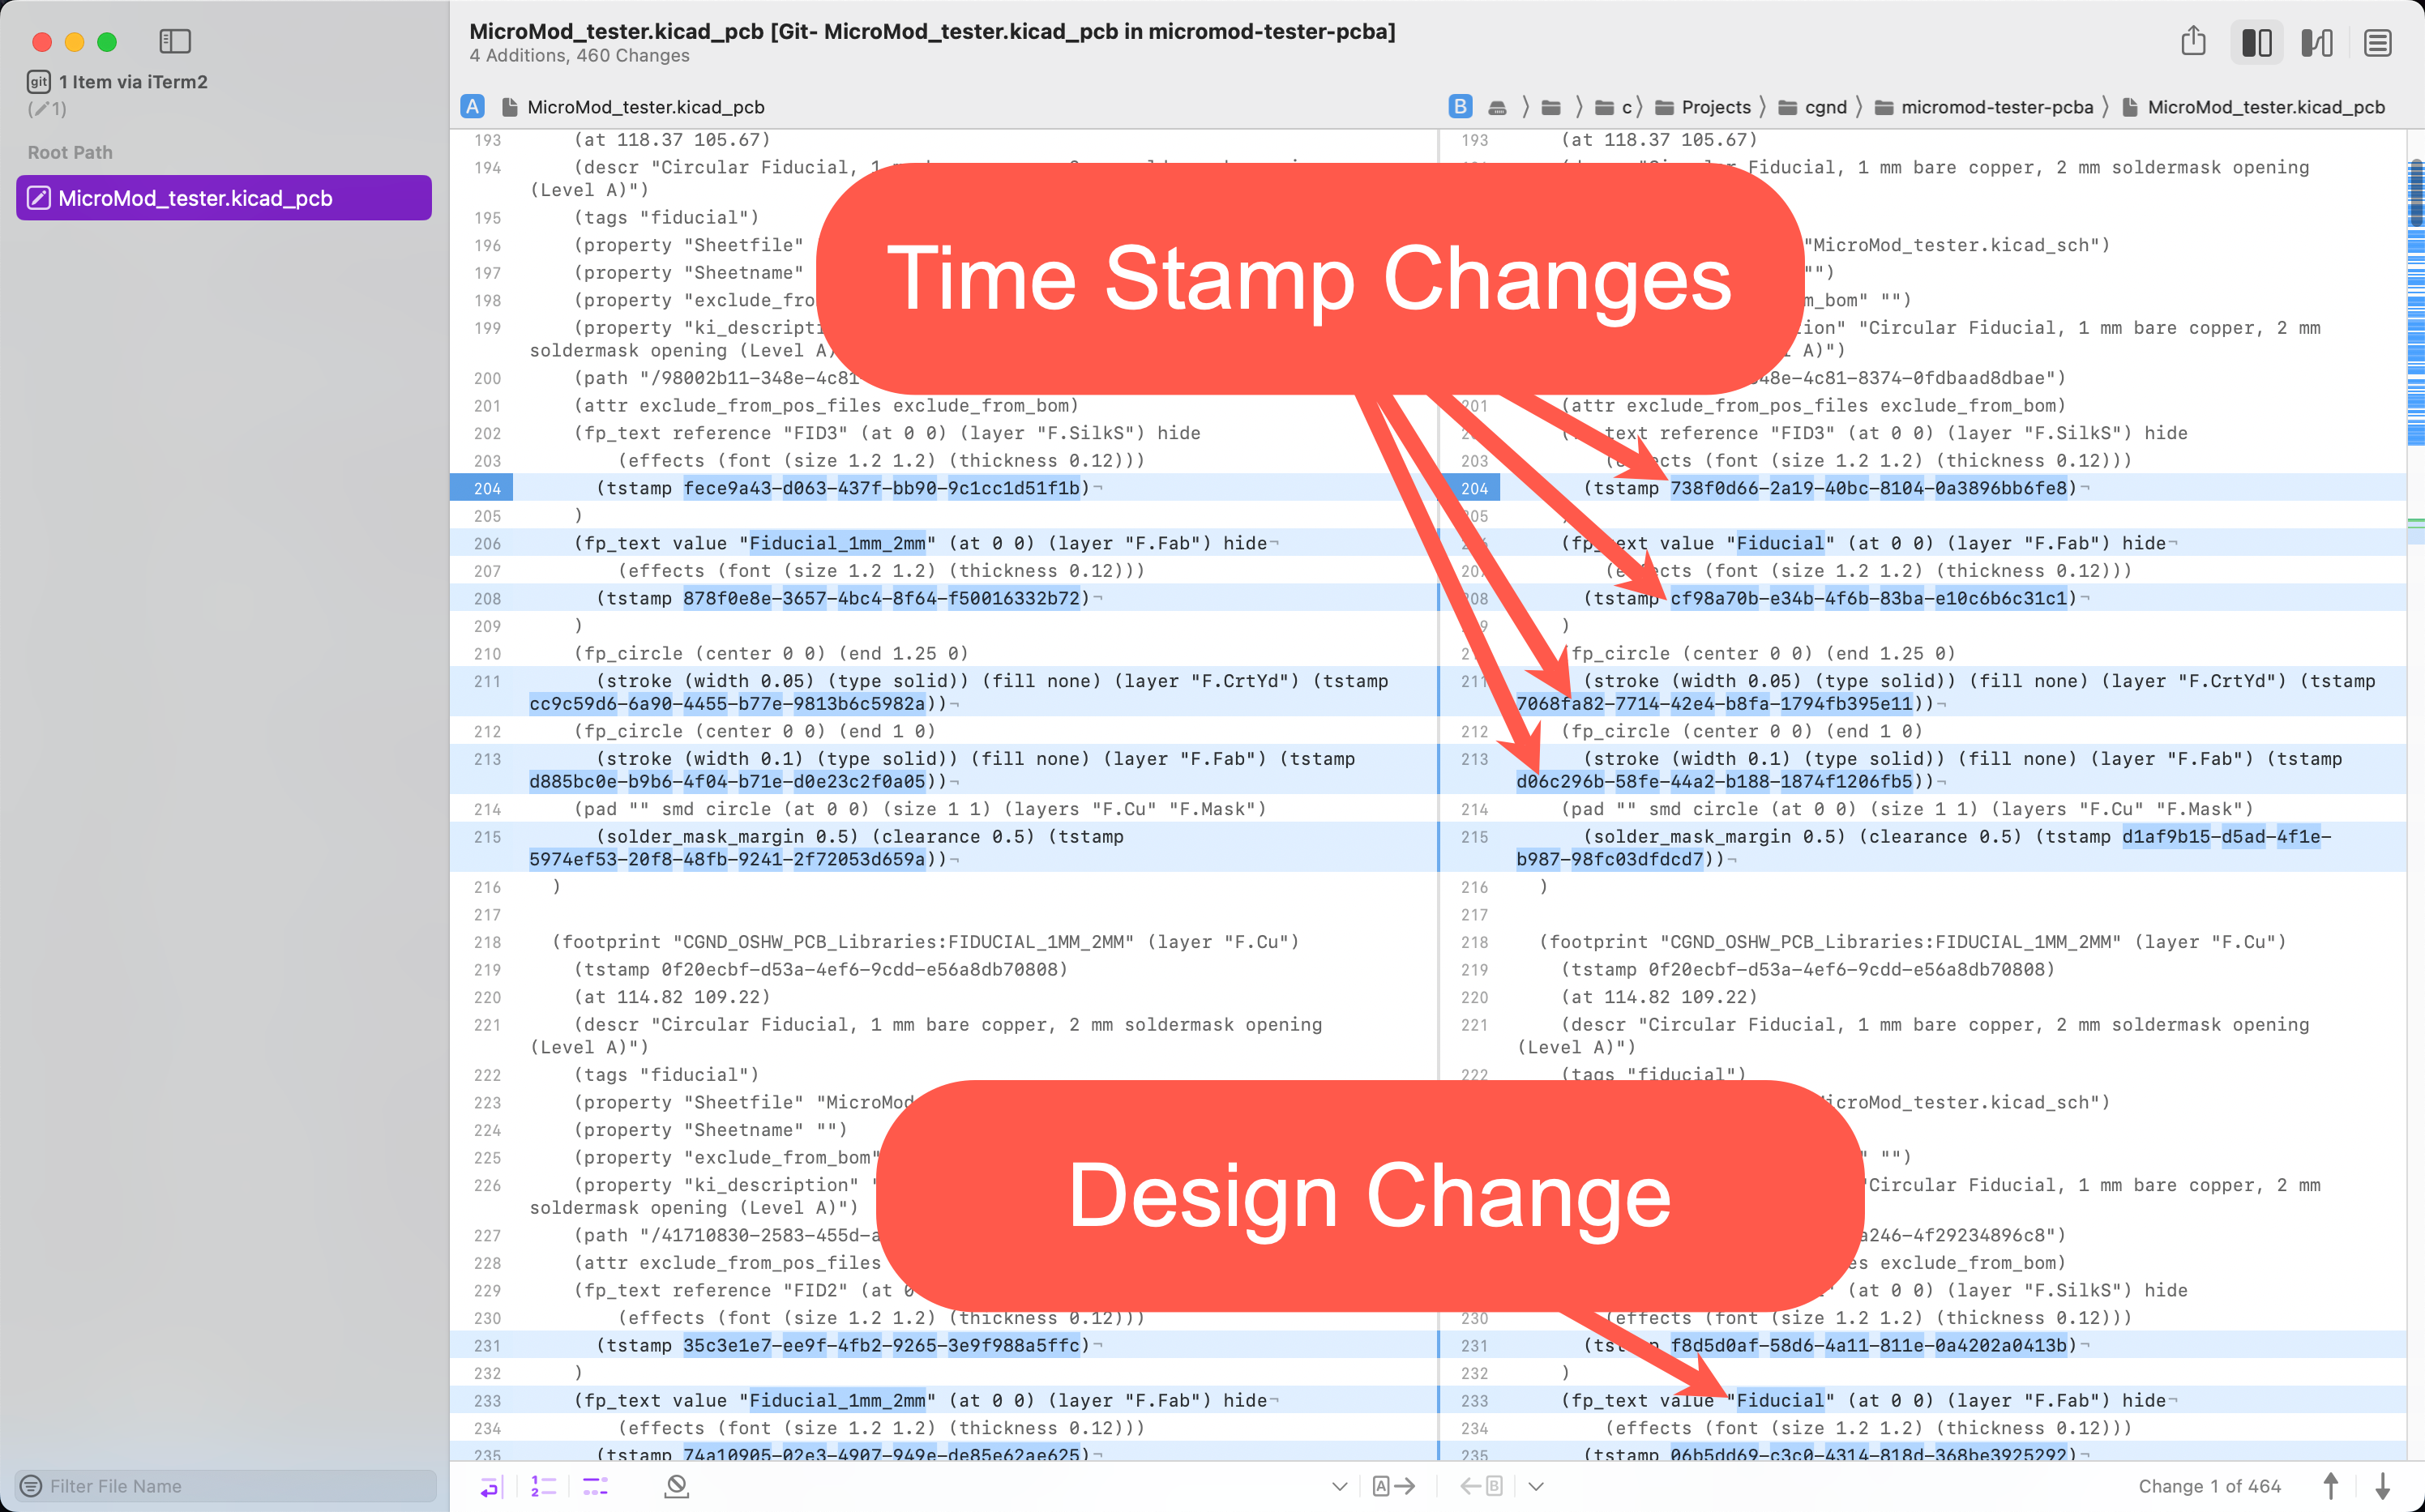 MicroMod_tester.kicad_pcb [Git- MicroMod_tester.kicad_pcb in micromod-tester-pcba]
4 Additions, 460 Changes
git 1 Item via iTerm2
(1)
Root Path
MicroMod_tester.kicad_pcb
A MicroMod_tester.kicad_pcb
193 (at 118.37 105.67)
194 (descr "Circular Fiducial, 1
(Level A)")
195 (tags "fiducial")
196 (property "Sheetfile"
197 (property "Sheetname"
198 (property "exclude_fro
199 (property "ki_descripti
soldermask opening (Level A)
200 (path "/98002b11-348e-4c81
201 (attr exclude_from_pos_files exclude_from_bom)
202 (fp_text reference "FID3" (at 0 0) (layer "F.SilkS") hide
203 (effects (font (size 1.2 1.2) (thickness 0.12)))
204 (tstamp fece9a43-d063-437f-bb90-9c1cc1d51f1b)¬
205 )
206 (fp_text value "Fiducial_1mm_2mm" (at 0 0) (layer "F.Fab") hide¬
207 (effects (font (size 1.2 1.2) (thickness 0.12)))
208 (tstamp 878f0e8e-3657-4bc4-8f64-f50016332b72)¬
209 )
210 (fp_circle (center 0 0) (end 1.25 0)
211 (stroke (width 0.05) (type solid)) (fill none) (layer "F.CrtYd") (tstamp
cc9c59d6-6a90-4455-b77e-9813b6c5982a))¬
212 (fp_circle (center 0 0) (end 1 0)
213 (stroke (width 0.1) (type solid)) (fill none) (layer "F.Fab") (tstamp
d885bc0e-b9b6-4f04-b71e-d0e23c2f0a05))¬
214 (pad "" smd circle (at 0 0) (size 1 1) (layers "F.Cu" "F.Mask")
215 (solder_mask_margin 0.5) (clearance 0.5) (tstamp
5974ef53-20f8-48fb-9241-2f72053d659a))¬
216 )
217
218 (footprint "CGND_OSHW_PCB_Libraries:FIDUCIAL_1MM_2MM" (layer "F.Cu")
219 (tstamp 0f20ecbf-d53a-4ef6-9cdd-e56a8db70808)
220 (at 114.82 109.22)
221 (descr "Circular Fiducial, 1 mm bare copper, 2 mm soldermask opening
(Level A)")
222 (tags "fiducial")
223 (property "Sheetfile" "MicroMod
224 (property "Sheetname" "")
225 (property "exclude_from_bom"
226 (property "ki_description" "
soldermask opening (Level A)")
227 (path "/41710830-2583-455d-a
228 (attr exclude_from_pos_files
229 (fp_text reference "FID2" (at 0
230 (effects (font (size 1.2 1.2) (thickness 0.12)))
231 (tstamp 35c3e1e7-ee9f-4fb2-9265-3e9f988a5ffc)¬
232 )
233 (fp_text value "Fiducial_1mm_2mm" (at 0 0) (layer "F.Fab") hide¬
234 (effects (font (size 1.2 1.2) (thickness 0.12)))
235 (tstamp 74a10905-02e3-4907-949e-de85e62ae625)¬
B c Projects cgnd micromod-tester-pcba MicroMod_tester.kicad_pcb
193 (at 118.37 105.67)
Fiducial, 1 mm bare copper, 2 mm soldermask opening
"MicroMod_tester.kicad_sch")
"")
m_bom" "")
ion" "Circular Fiducial, 1 mm bare copper, 2 mm
A)")
48e-4c81-8374-0fdbaad8dbae")
201 (attr exclude_from_pos_files exclude_from_bom)
text reference "FID3" (at 0 0) (layer "F.SilkS") hide
203 (effects (font (size 1.2 1.2) (thickness 0.12)))
204 (tstamp 738f0d66-2a19-40bc-8104-0a3896bb6fe8)¬
205
(fp_text value "Fiducial" (at 0 0) (layer "F.Fab") hide¬
207 (effects (font (size 1.2 1.2) (thickness 0.12)))
208 (tstamp cf98a70b-e34b-4f6b-83ba-e10c6b6c31c1)¬
)
(fp_circle (center 0 0) (end 1.25 0)
211 (stroke (width 0.05) (type solid)) (fill none) (layer "F.CrtYd") (tstamp
7068fa82-7714-42e4-b8fa-1794fb395e11))¬
212 (fp_circle (center 0 0) (end 1 0)
213 (stroke (width 0.1) (type solid)) (fill none) (layer "F.Fab") (tstamp
d06c296b-58fe-44a2-b188-1874f1206fb5))¬
214 (pad "" smd circle (at 0 0) (size 1 1) (layers "F.Cu" "F.Mask")
215 (solder_mask_margin 0.5) (clearance 0.5) (tstamp d1af9b15-d5ad-4f1e-
b987-98fc03dfdcd7))¬
216 )
217
218 (footprint "CGND_OSHW_PCB_Libraries:FIDUCIAL_1MM_2MM" (layer "F.Cu")
219 (tstamp 0f20ecbf-d53a-4ef6-9cdd-e56a8db70808)
220 (at 114.82 109.22)
221 (descr "Circular Fiducial, 1 mm bare copper, 2 mm soldermask opening
(Level A)")
222 (tags "fiducial")
icroMod_tester.kicad_sch")
"")
Circular Fiducial, 1 mm bare copper, 2 mm
a246-4f29234896c8")
es exclude_from_bom)
(at 0 0) (layer "F.SilkS") hide
230 (effects (font (size 1.2 1.2) (thickness 0.12)))
231 (tstamp f8d5d0af-58d6-4a11-811e-0a4202a0413b)¬
232 )
233 (fp_text value "Fiducial" (at 0 0) (layer "F.Fab") hide¬
234 (effects (font (size 1.2 1.2) (thickness 0.12)))
235 (tstamp 06b5dd69-c3c0-4314-818d-368be3925292)¬
Time Stamp Changes
Design Change
Filter File Name
1
2
A
B
Change 1 of 464